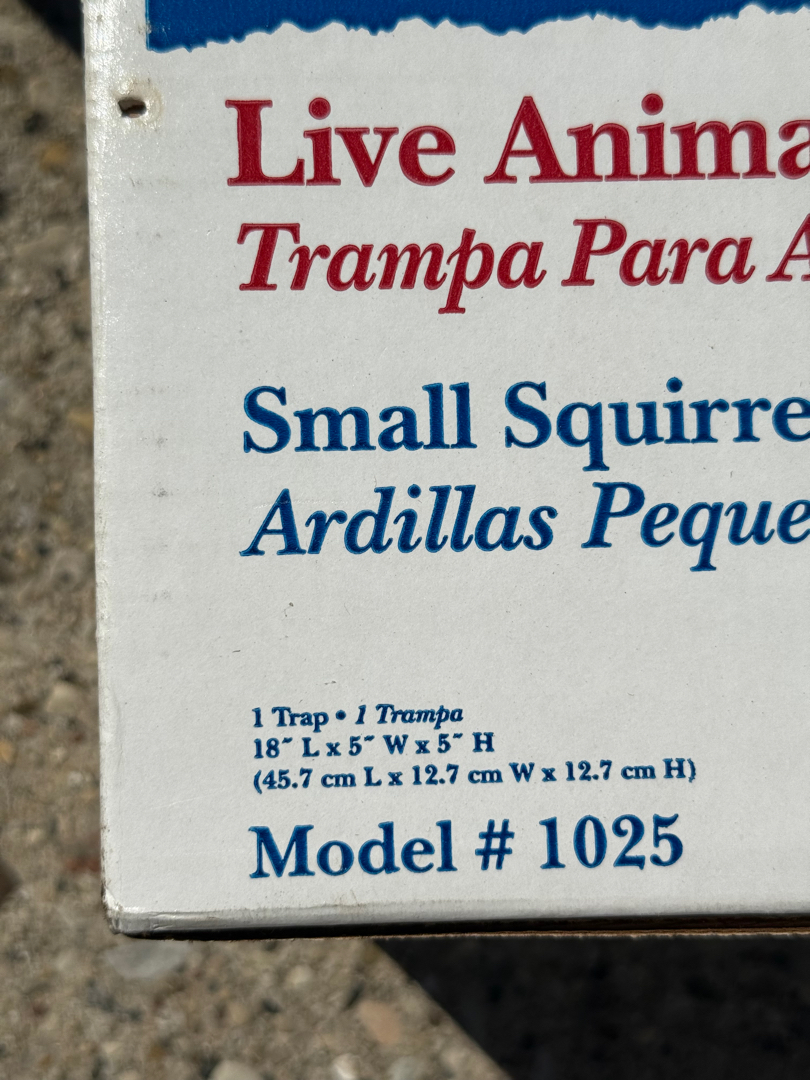 Live Anima
Trampa Para A
Small Squirre
Ardillas Peque
1 Trap • 1 Trampa
18˝ L x 5˝ W x 5˝ H
(45.7 cm L x 12.7 cm W x 12.7 cm H)
Model # 1025